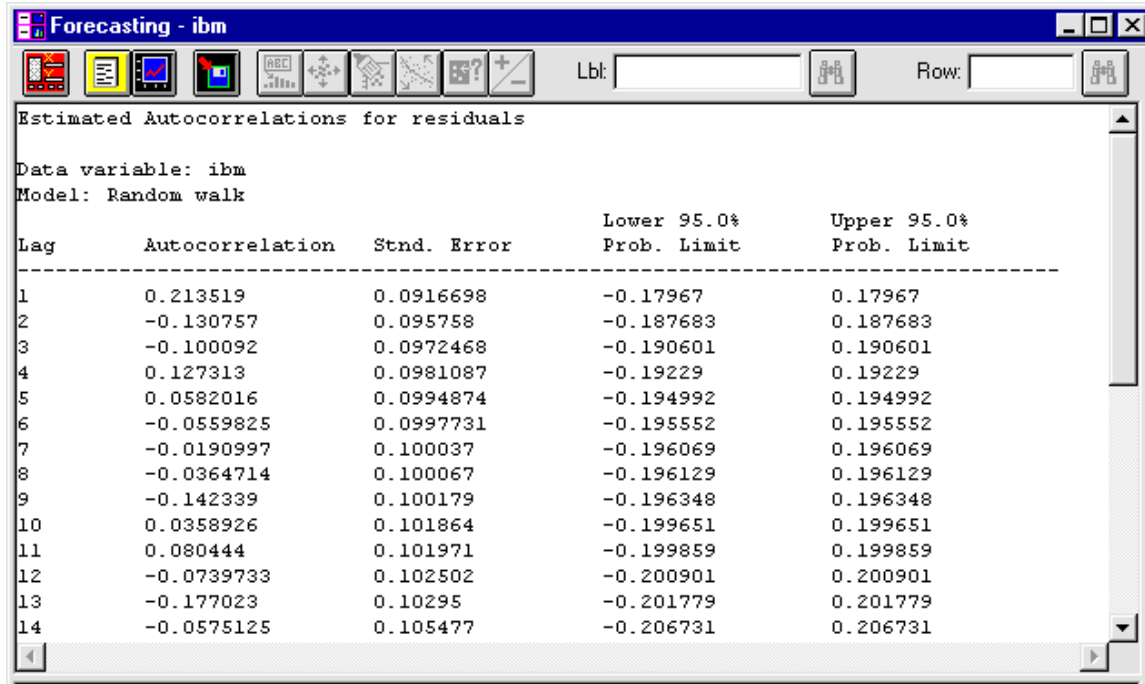 Forecasting - ibm
ABC Lbl: Row:
Estimated Autocorrelations for residuals
Data variable: ibm
Model: Random walk
Lower 95.0% Upper 95.0%
Lag Autocorrelation Stnd. Error Prob. Limit Prob. Limit
--------------------------------------------------------------------------------
1 0.213519 0.0916698 -0.17967 0.17967
2 -0.130757 0.095758 -0.187683 0.187683
3 -0.100092 0.0972468 -0.190601 0.190601
4 0.127313 0.0981087 -0.19229 0.19229
5 0.0582016 0.0994874 -0.194992 0.194992
6 -0.0559825 0.0997731 -0.195552 0.195552
7 -0.0190997 0.100037 -0.196069 0.196069
8 -0.0364714 0.100067 -0.196129 0.196129
9 -0.142339 0.100179 -0.196348 0.196348
10 0.0358926 0.101864 -0.199651 0.199651
11 0.080444 0.101971 -0.199859 0.199859
12 -0.0739733 0.102502 -0.200901 0.200901
13 -0.177023 0.10295 -0.201779 0.201779
14 -0.0575125 0.105477 -0.206731 0.206731